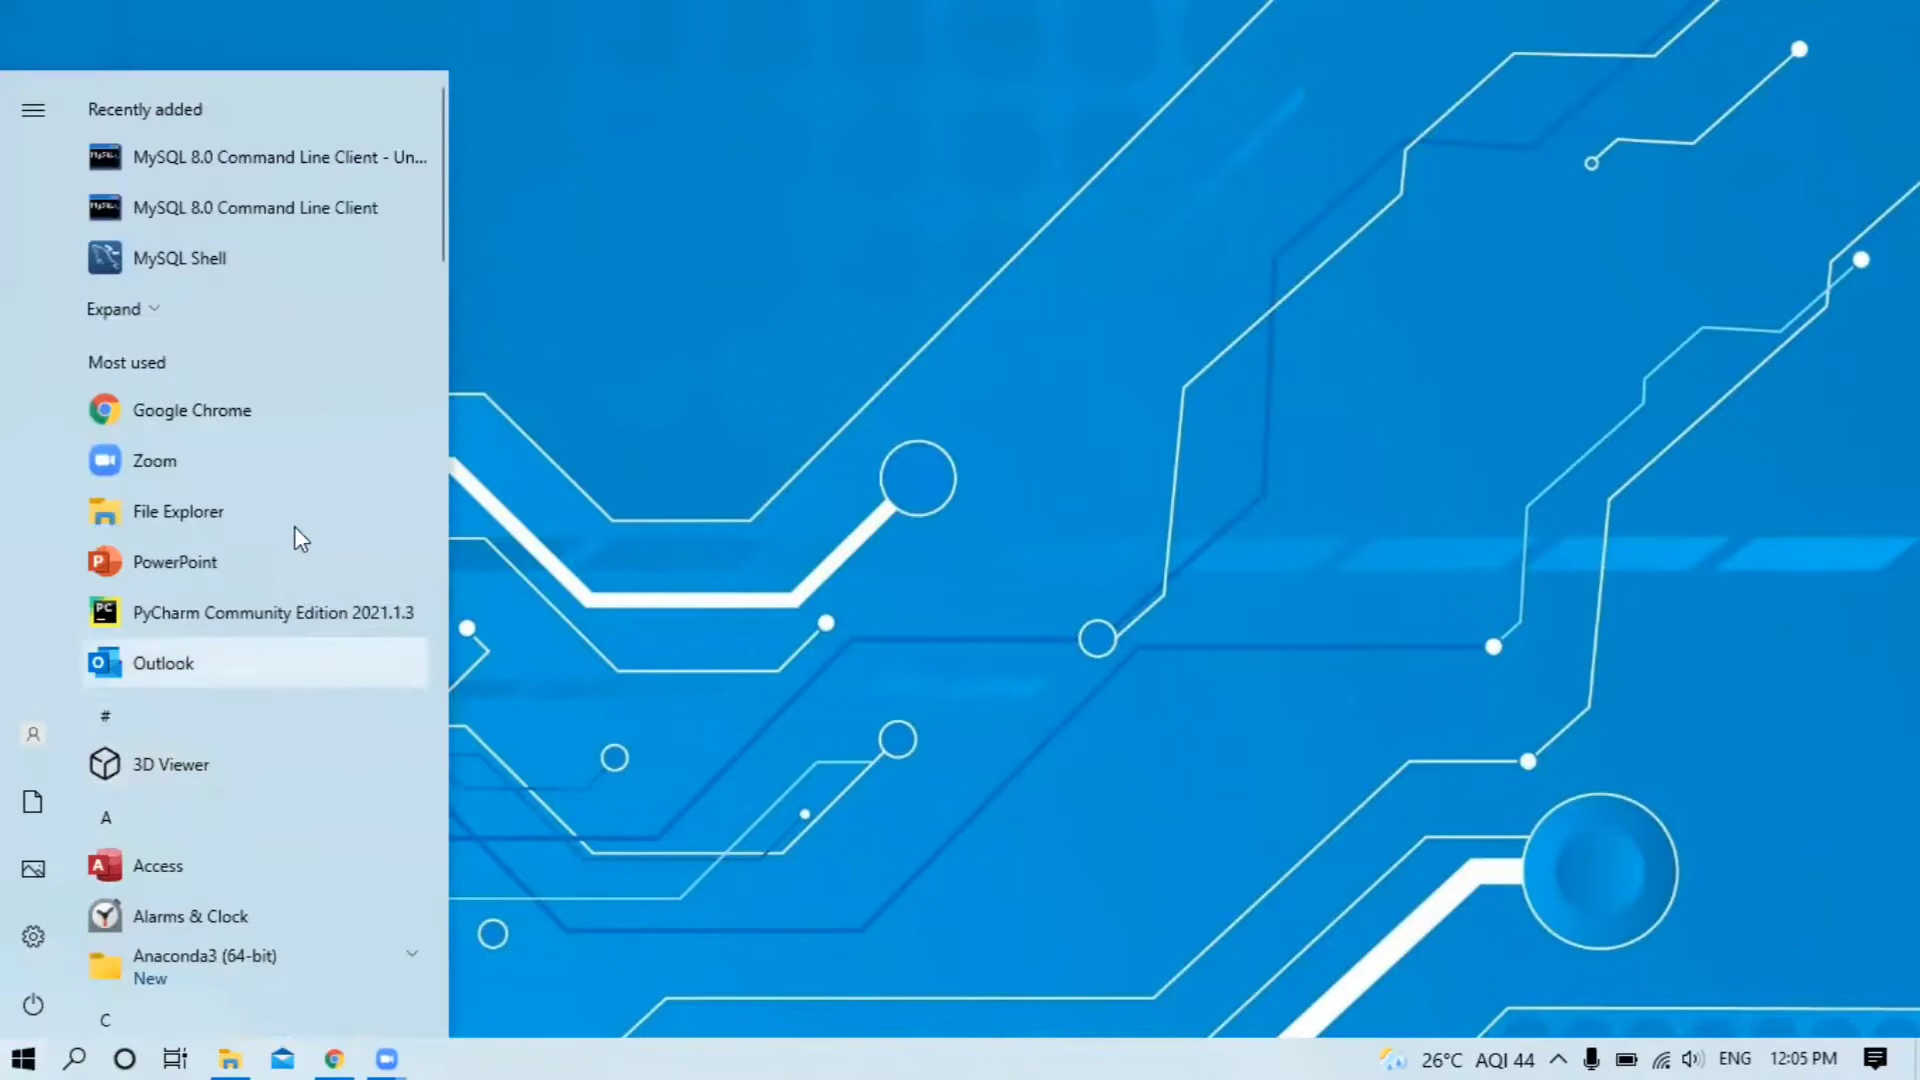 Recently added
MySQL 8.0 Command Line Client - Un...
MySQL 8.0 Command Line Client
MySQL Shell
Expand
Most used
Google Chrome
Zoom
File Explorer
PowerPoint
PyCharm Community Edition 2021.1.3
Outlook
#
3D Viewer
A
Access
Alarms & Clock
Anaconda3 (64-bit)
New
C
26°C AQI 44 ENG 12:05 PM